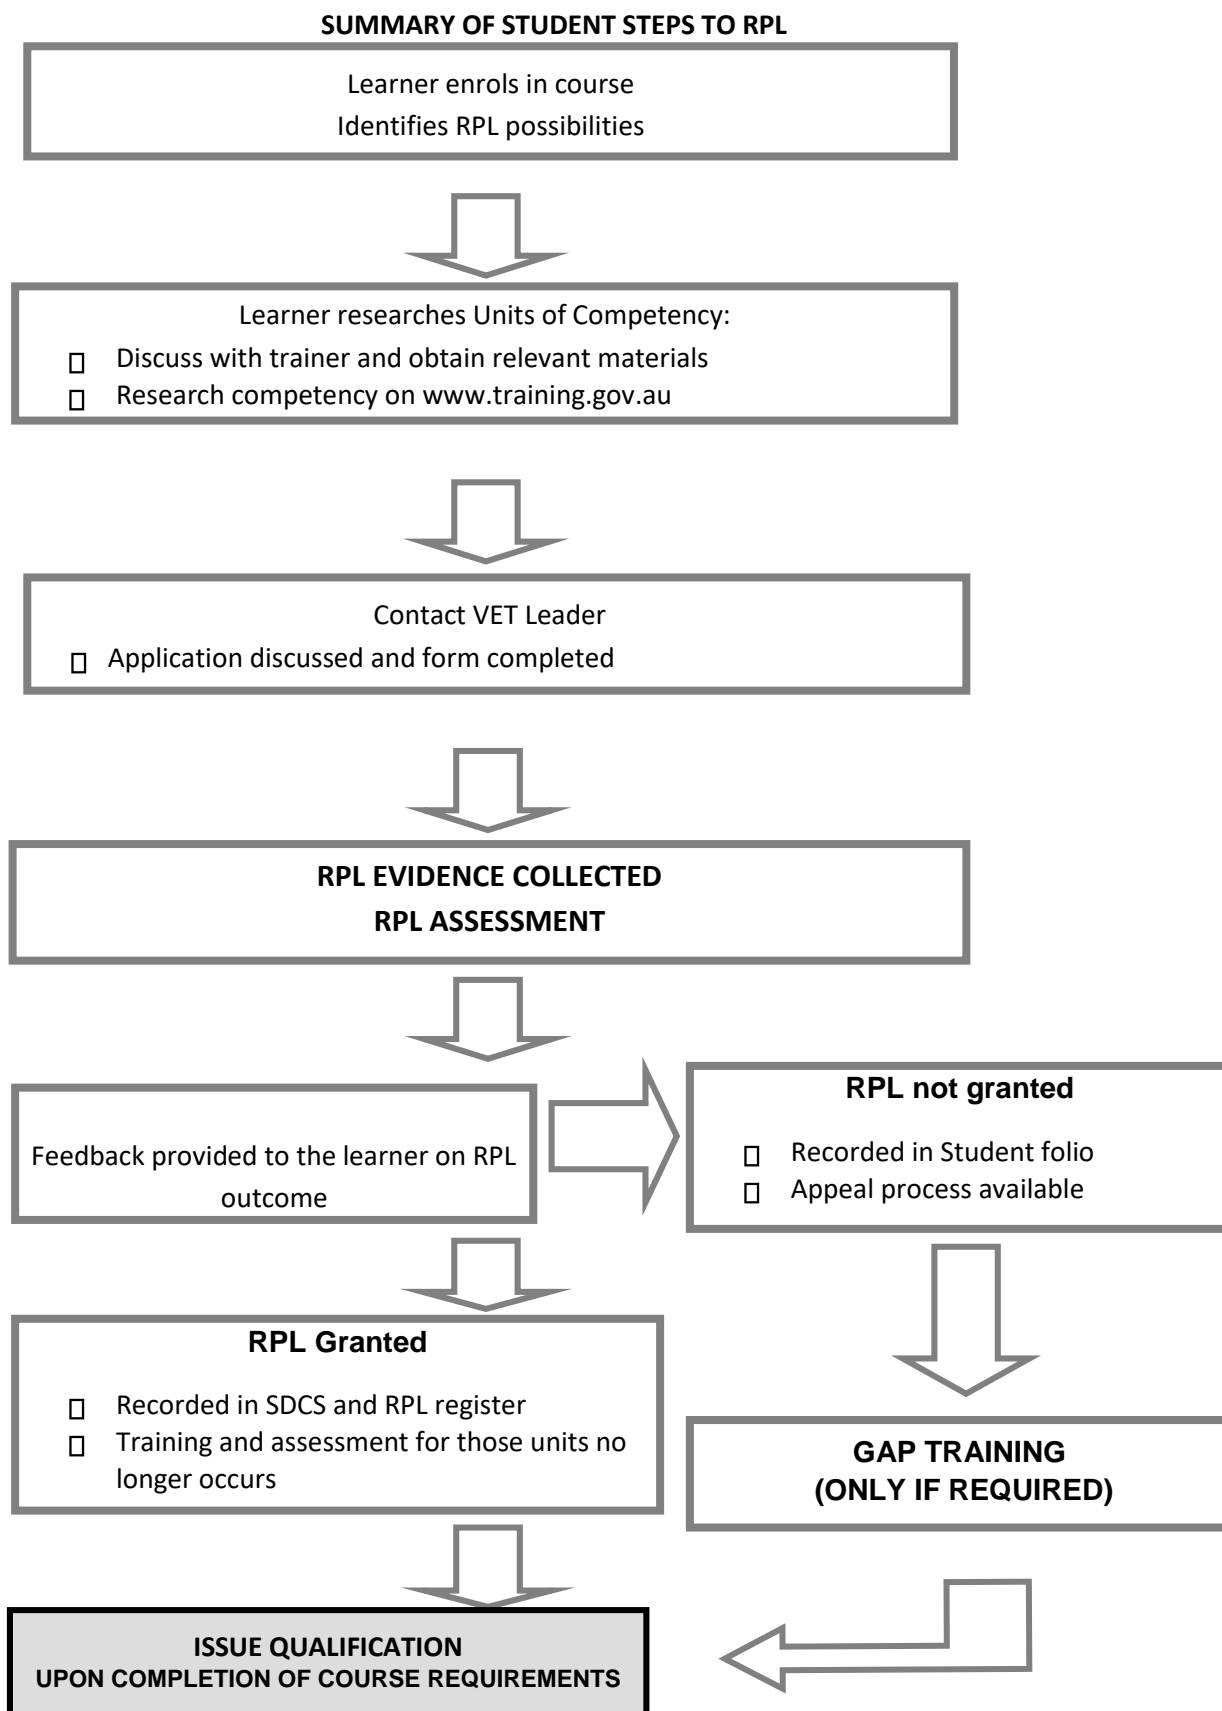 SUMMARY OF STUDENT STEPS TO RPL
Learner enrols in course
Identifies RPL possibilities
Learner researches Units of Competency:
Discuss with trainer and obtain relevant materials
Research competency on www.training.gov.au
Contact VET Leader
Application discussed and form completed
RPL EVIDENCE COLLECTED
RPL ASSESSMENT
Feedback provided to the learner on RPL
outcome
RPL not granted
Recorded in Student folio
Appeal process available
RPL Granted
Recorded in SDCS and RPL register
Training and assessment for those units no
longer occurs
GAP TRAINING
(ONLY IF REQUIRED)
ISSUE QUALIFICATION
UPON COMPLETION OF COURSE REQUIREMENTS